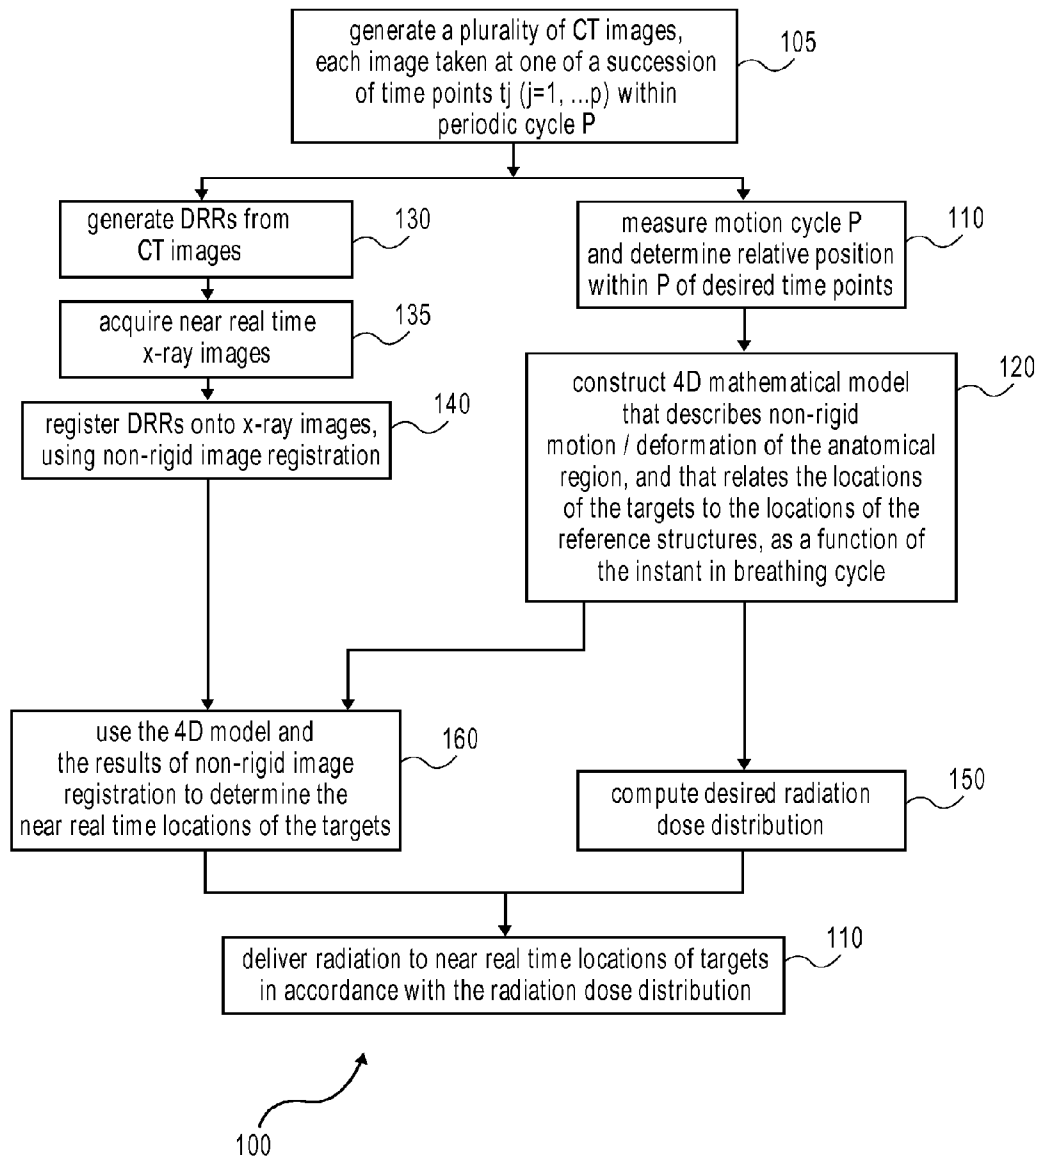 generate a plurality of CT images,
each image taken at one of a succession
of time points tj (j=1, ...p) within
periodic cycle P
105
generate DRRs from
CT images
130
measure motion cycle P
and determine relative position
within P of desired time points
110
acquire near real time
x-ray images
135
register DRRs onto x-ray images,
using non-rigid image registration
140
construct 4D mathematical model
that describes non-rigid
motion / deformation of the anatomical
region, and that relates the locations
of the targets to the locations of the
reference structures, as a function of
the instant in breathing cycle
120
use the 4D model and
the results of non-rigid image
registration to determine the
near real time locations of the targets
160
compute desired radiation
dose distribution
150
deliver radiation to near real time locations of targets
in accordance with the radiation dose distribution
110
100